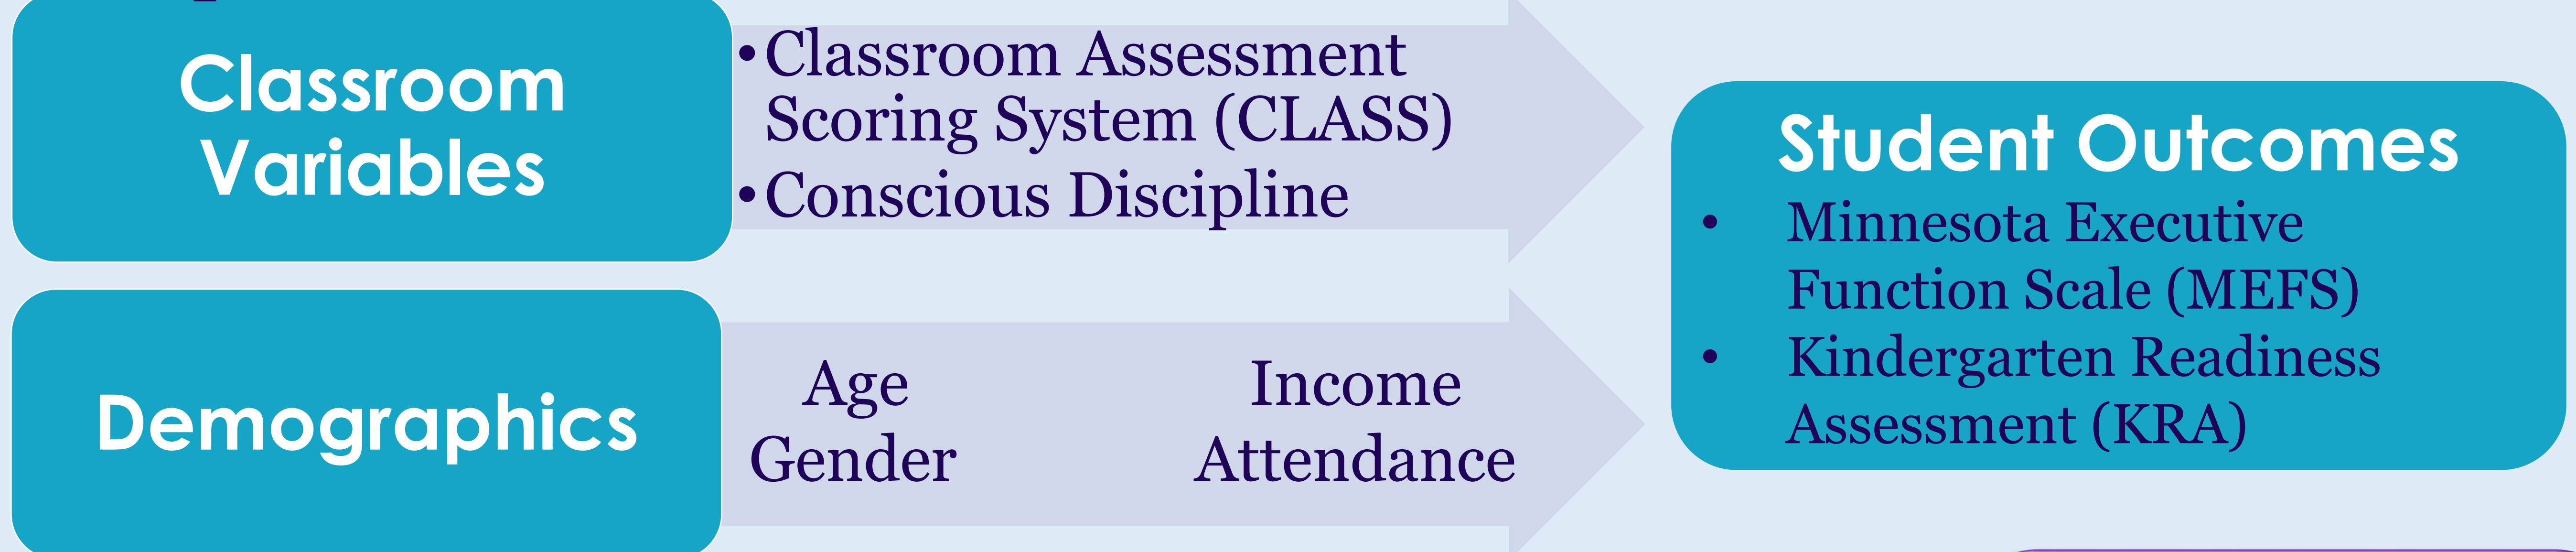 Classroom
Variables
•Classroom Assessment
Scoring System (CLASS)
•Conscious Discipline
Demographics
Age
Gender
Income
Attendance
Student Outcomes
• Minnesota Executive
Function Scale (MEFS)
• Kindergarten Readiness
Assessment (KRA)